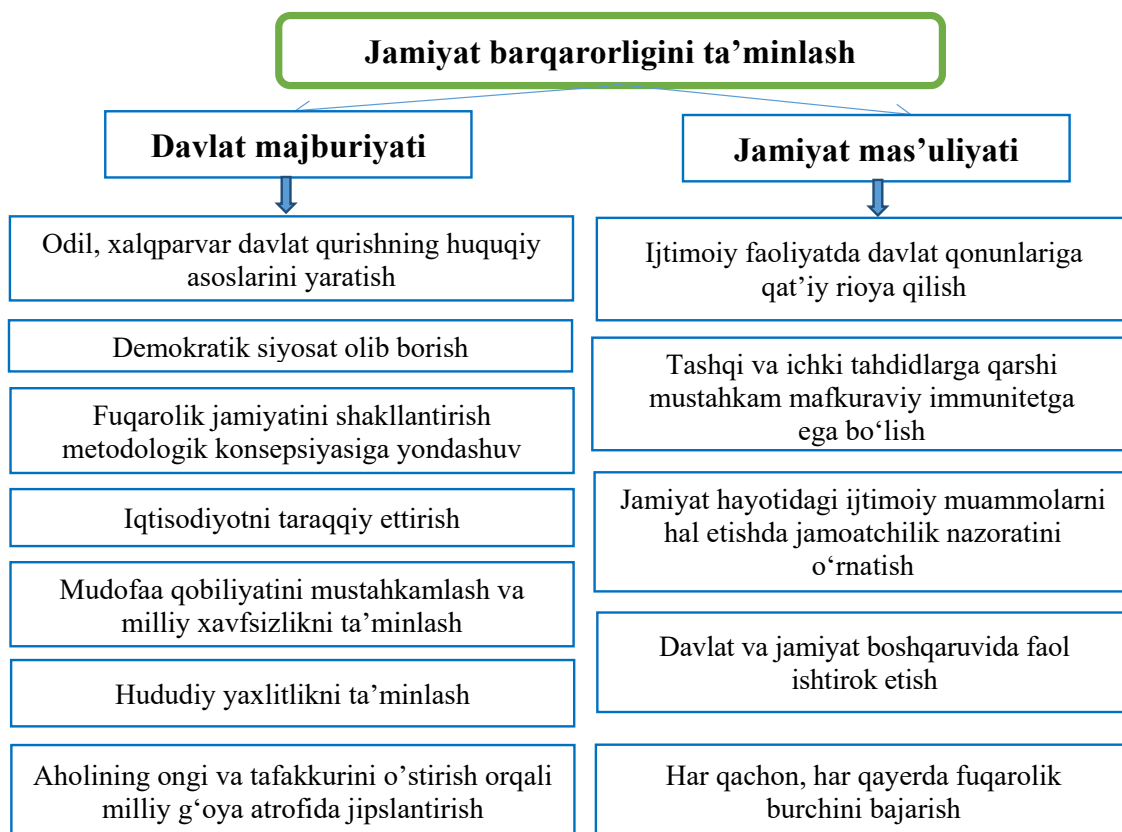 Jamiyat barqarorligini ta’minlash
Davlat majburiyati
Odil, xalqparvar davlat qurishning huquqiy
asoslarini yaratish
Demokratik siyosat olib borish
Fuqarolik jamiyatini shakllantirish
metodologik konsepsiyasiga yondashuv
Iqtisodiyotni taraqqiy ettirish
Mudofaa qobiliyatini mustahkamlash va
milliy xavfsizlikni ta’minlash
Hududiy yaxlitlikni ta’minlash
Aholining ongi va tafakkurini o’stirish orqali
milliy g‘oya atrofida jipslantirish
Jamiyat mas’uliyati
Ijtimoiy faoliyatda davlat qonunlariga
qat’iy rioya qilish
Tashqi va ichki tahdidlarga qarshi
mustahkam mafkuraviy immunitetga
ega bo‘lish
Jamiyat hayotidagi ijtimoiy muammolarni
hal etishda jamoatchilik nazoratini
o‘rnatish
Davlat va jamiyat boshqaruvida faol
ishtirok etish
Har qachon, har qayerda fuqarolik
burchini bajarish